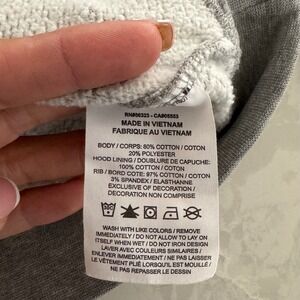 RN#56323 - CA#05553
MADE IN VIETNAM
FABRIQUE AU VIETNAM
BODY / CORPS: 80% COTTON / COTON
20% POLYESTER
HOOD LINING / DOUBLURE DE CAPUCHE:
100% COTTON / COTON
RIB / BORD COTE: 97% COTTON / COTON
3% SPANDEX / ELASTHANNE
EXCLUSIVE OF DECORATION /
DECORATION NON COMPRISE
WASH WITH LIKE COLORS / REMOVE
IMMEDIATELY / DO NOT ALLOW TO LAY ON
ITSELF WHEN WET / DO NOT IRON DESIGN
LAVER AVEC COULEURS SIMILAIRES /
ENLEVER IMMEDIATEMENT / NE PAS LAISSER
LE VÊTEMENT PLIÉ LORSQU'IL EST MOUILLÉ /
NE PAS REPASSER LE DESSIN